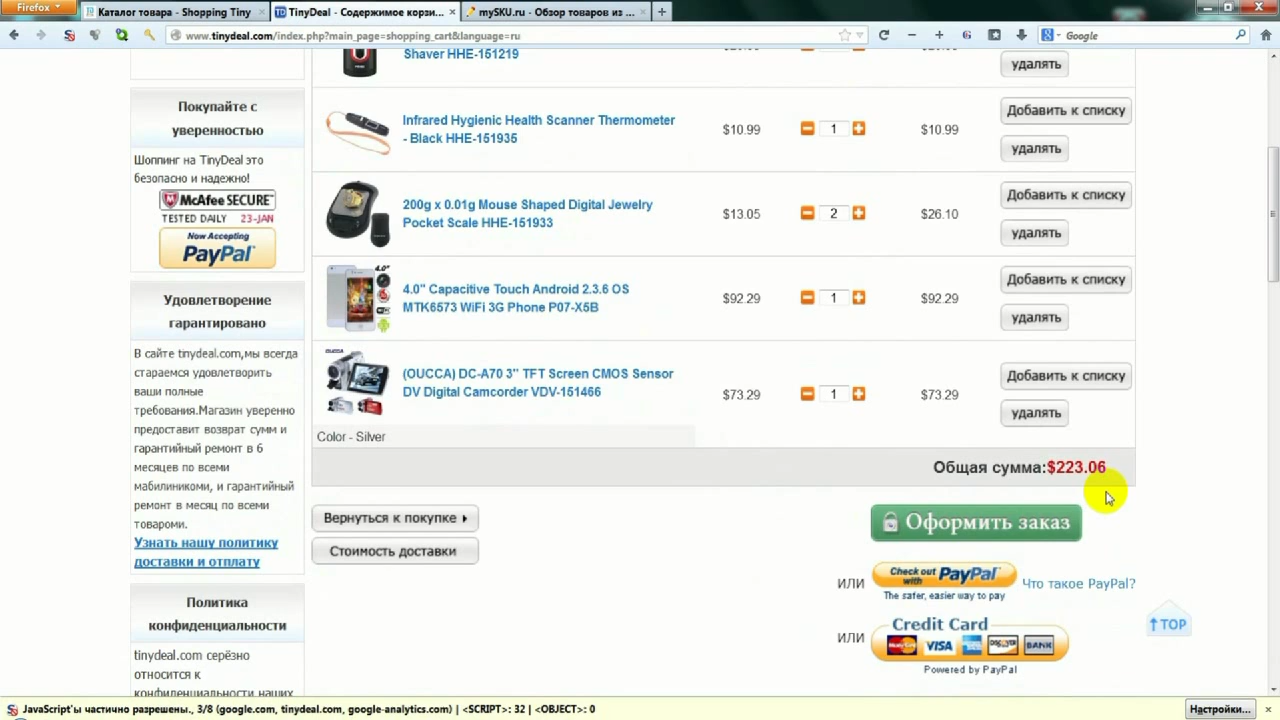 Firefox
Каталог товара - Shopping Tiny
TinyDeal - Содержимое корзи...
mySKU.ru - Обзор товаров из ...
www.tinydeal.com/index.php?main_page=shopping_cart&language=ru
Google
Покупайте с
уверенностью
Шоппинг на TinyDeal это
безопасно и надежно!
McAfee SECURE
TESTED DAILY 23-JAN
Now Accepting
PayPal
Удовлетворение
гарантировано
В сайте tinydeal.com,мы всегда
стараемся удовлетворить
ваши полные
требования.Магазин уверенно
предоставит возврат сумм и
гарантийный ремонт в 6
месяцев по всеми
мабилиниками, и гарантийный
ремонт в месяц по всеми
товароми.
Узнать нашу политику
доставки и отплату
Политика
конфиденциальности
tinydeal.com серёзно
относится к
конфиденциальности наших
Shaver HHE-151219
удалять
Infrared Hygienic Health Scanner Thermometer
- Black HHE-151935
$10.99 1 $10.99
Добавить к списку
удалять
200g x 0.01g Mouse Shaped Digital Jewelry
Pocket Scale HHE-151933
$13.05 2 $26.10
Добавить к списку
удалять
4.0" Capacitive Touch Android 2.3.6 OS
MTK6573 WiFi 3G Phone P07-X5B
$92.29 1 $92.29
Добавить к списку
удалять
(OUCCA) DC-A70 3" TFT Screen CMOS Sensor
DV Digital Camcorder VDV-151466
$73.29 1 $73.29
Добавить к списку
удалять
Color - Silver
Общая сумма:$223.06
Вернуться к покупке
Стоимость доставки
Оформить заказ
или
Check out with PayPal
The safer, easier way to pay
Что такое PayPal?
или
Credit Card
MasterCard VISA DISCOVER BANK
Powered by PayPal
TOP
JavaScript'ы частично разрешены., 3/8 (google.com, tinydeal.com, google-analytics.com) | <SCRIPT>: 32 | <OBJECT>: 0
Настройки...